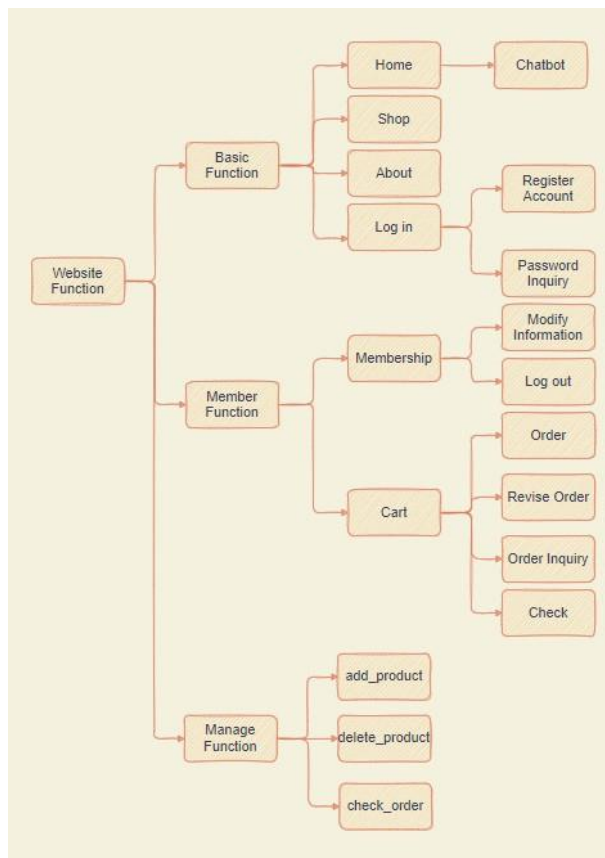 Home
Chatbot
Shop
Basic
Function
About
Register
Account
Log in
Website
Function
Password
Inquiry
Modify
Information
Membership
Member
Function
Log out
Order
Revise Order
Cart
Order Inquiry
Check
add_product
Manage
Function
delete_product
check_order